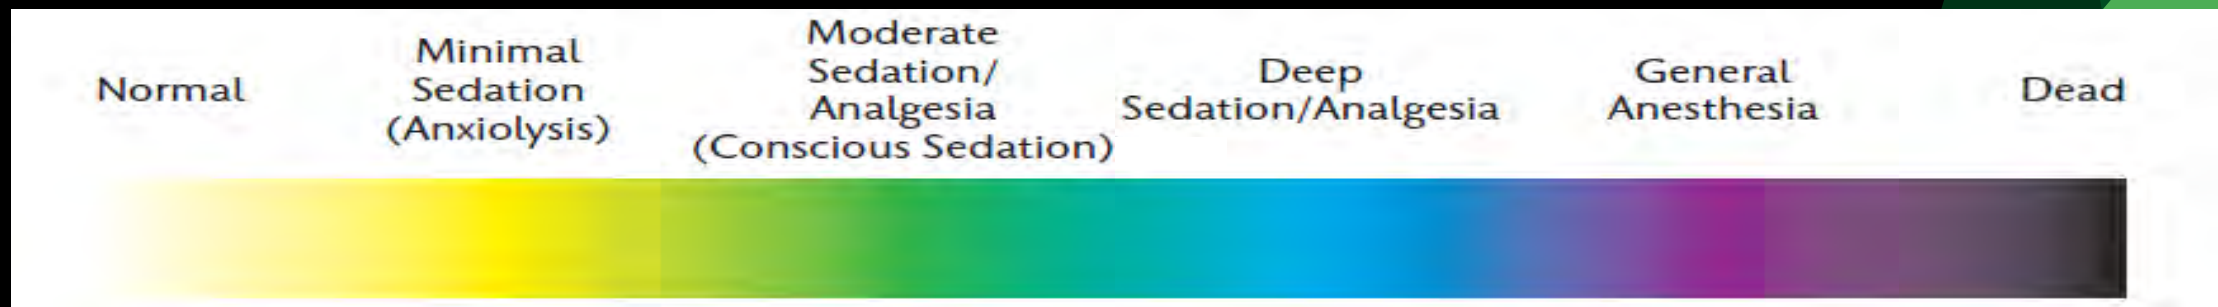 Normal
Minimal
Sedation
(Anxiolysis)
Moderate
Sedation/
Analgesia
(Conscious Sedation)
Deep
Sedation/Analgesia
General
Anesthesia
Dead